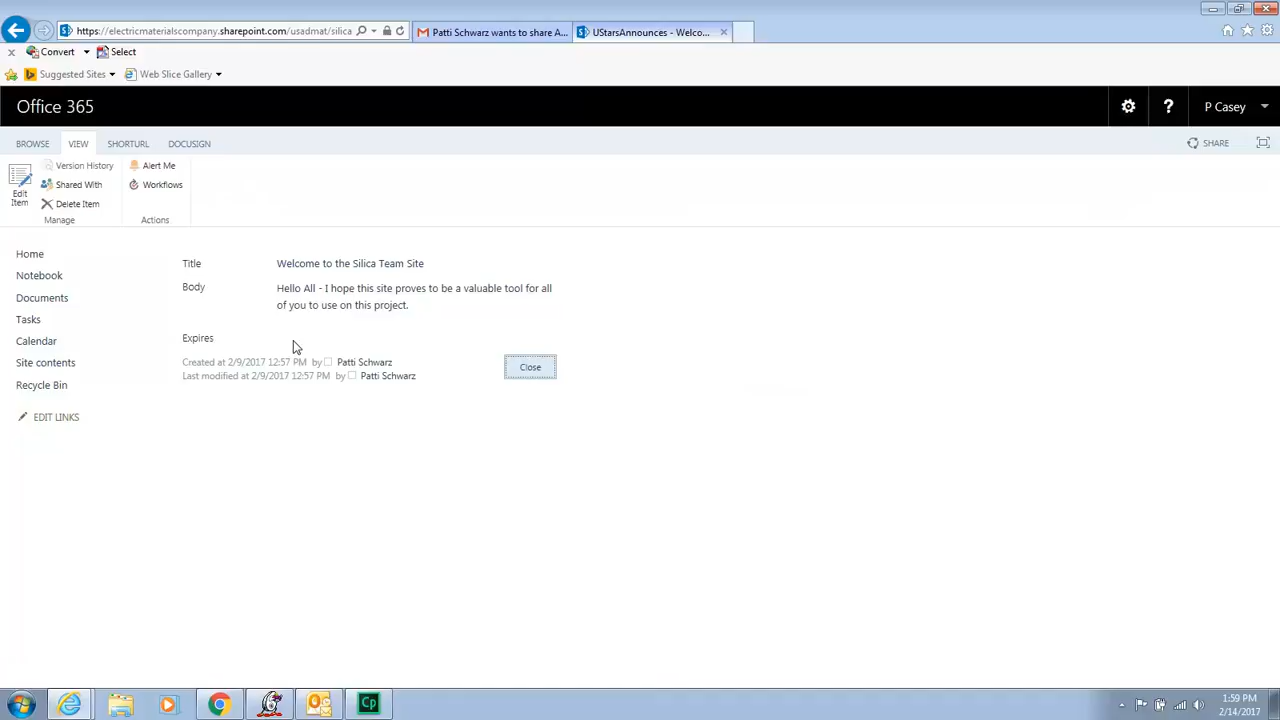 https://electricmaterialscompany.sharepoint.com/usadmat/silica
Patti Schwarz wants to share A...
UStarsAnnounces - Welco...
Convert
Select
Suggested Sites
Web Slice Gallery
Office 365
P Casey
BROWSE
VIEW
SHORTURL
DOCUSIGN
SHARE
Edit
Item
Version History
Shared With
Delete Item
Manage
Alert Me
Workflows
Actions
Home
Notebook
Documents
Tasks
Calendar
Site contents
Recycle Bin
EDIT LINKS
Title
Welcome to the Silica Team Site
Body
Hello All - I hope this site proves to be a valuable tool for all
of you to use on this project.
Expires
Created at 2/9/2017 12:57 PM by Patti Schwarz
Last modified at 2/9/2017 12:57 PM by Patti Schwarz
Close
Cp
1:59 PM
2/14/2017